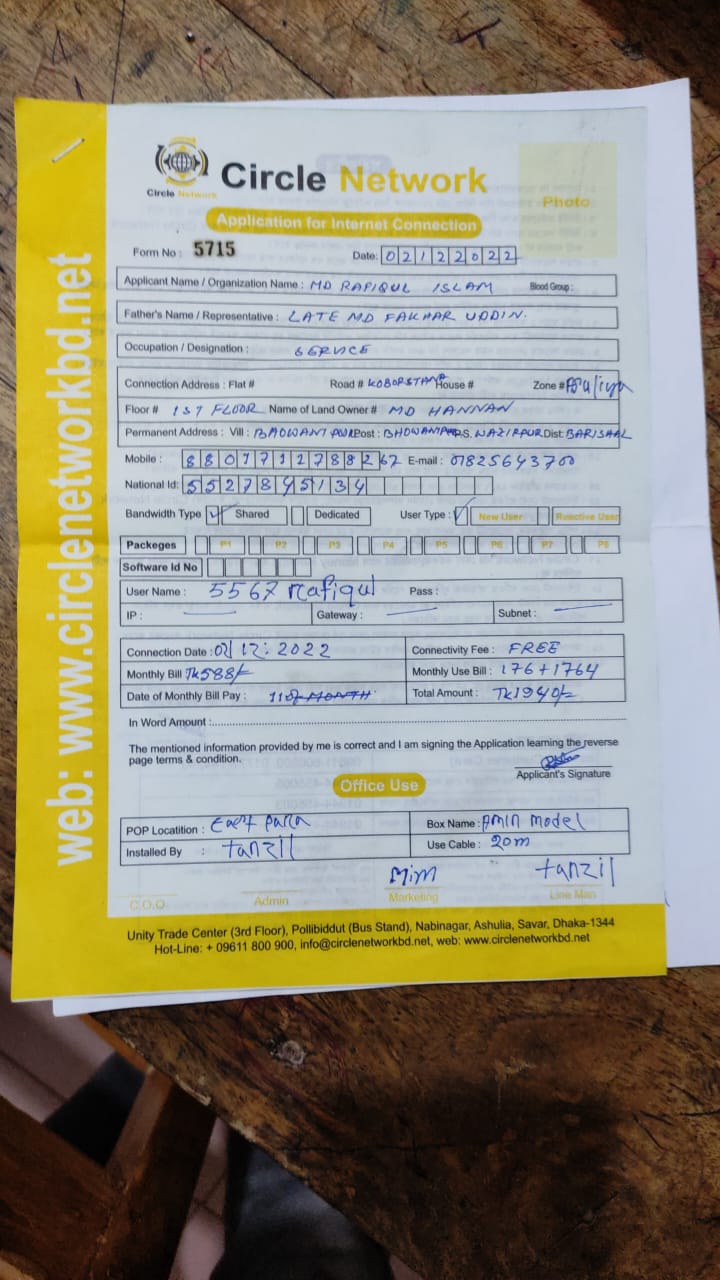 Circle Network
Circle Network
Photo
Application for Internet Connection
Form No : 5715
Date: 02122022
Applicant Name / Organization Name : MD RAFIQUL ISLAM Blood Group :
Father's Name / Representative : LATE MD FAKHAR UDDIN.
Occupation / Designation : SERVICE
Connection Address : Flat # Road # KOBORSTAND House # Zone #
Floor # 1ST FLOOR Name of Land Owner # MD HANNAN
Permanent Address : Vill : Post : P.S. WAZIRPUR Dist: BARISHAL
Mobile : 8801712788267 E-mail : 01825643700
National Id: 5527845134
Bandwidth Type Shared Dedicated User Type : New User Reactive User
Packeges P1 P2 P3 P4 P5 P6 P7 P8
Software Id No
User Name : 5567 rafiqul Pass :
IP : Gateway : Subnet :
Connection Date : 12: 2022 Connectivity Fee : FREE
Monthly Bill Tk588/- Monthly Use Bill : 176+1764
Date of Monthly Bill Pay : Total Amount : Tk1940/-
In Word Amount :
The mentioned information provided by me is correct and I am signing the Application learning the reverse
page terms & condition.
Applicant's Signature
Office Use
POP Locatition : East para Box Name : Amin model
Installed By : tanzil Use Cable : 20m
Mim tanzil
C.O.O. Admin Marketing Line Man
Unity Trade Center (3rd Floor), Pollibiddut (Bus Stand), Nabinagar, Ashulia, Savar, Dhaka-1344
Hot-Line: + 09611 800 900, info@circlenetworkbd.net, web: www.circlenetworkbd.net
web: www.circlenetworkbd.net